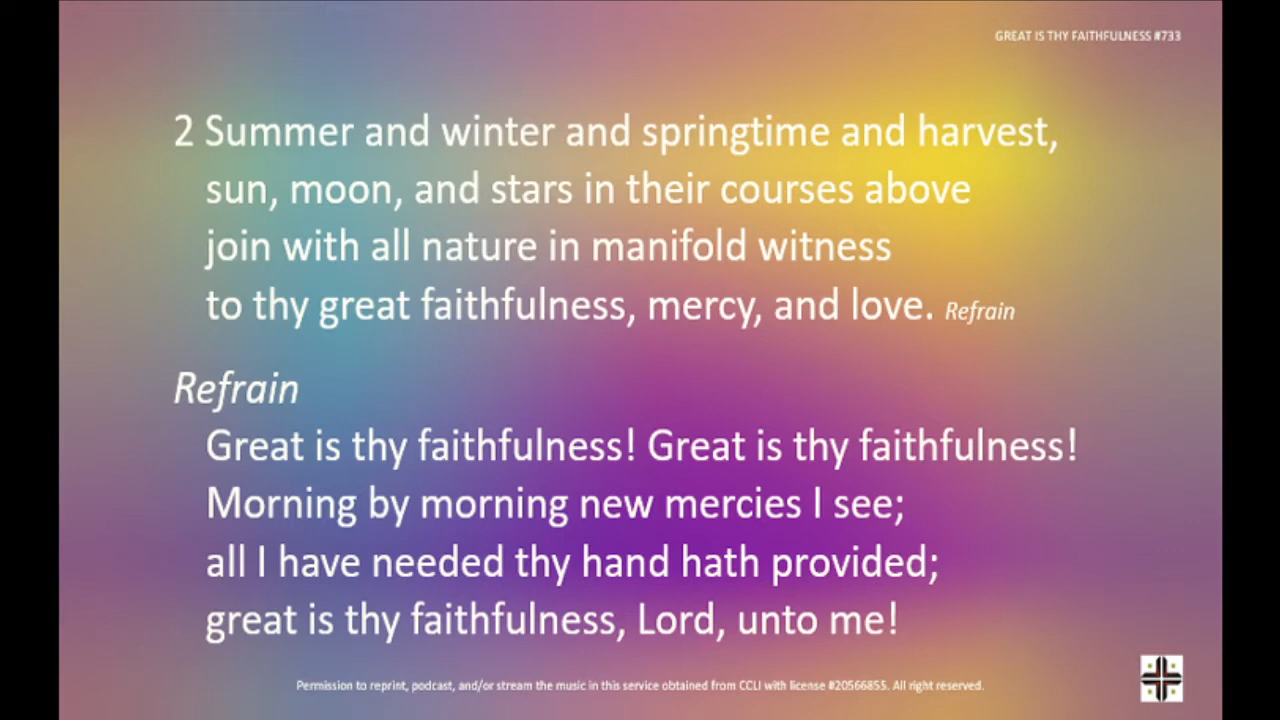 GREAT IS THY FAITHFULNESS #733
2 Summer and winter and springtime and harvest,
sun, moon, and stars in their courses above
join with all nature in manifold witness
to thy great faithfulness, mercy, and love. Refrain
Refrain
Great is thy faithfulness! Great is thy faithfulness!
Morning by morning new mercies I see;
all I have needed thy hand hath provided;
great is thy faithfulness, Lord, unto me!
Permission to reprint, podcast, and/or stream the music in this service obtained from CCLI with license #20566855. All right reserved.